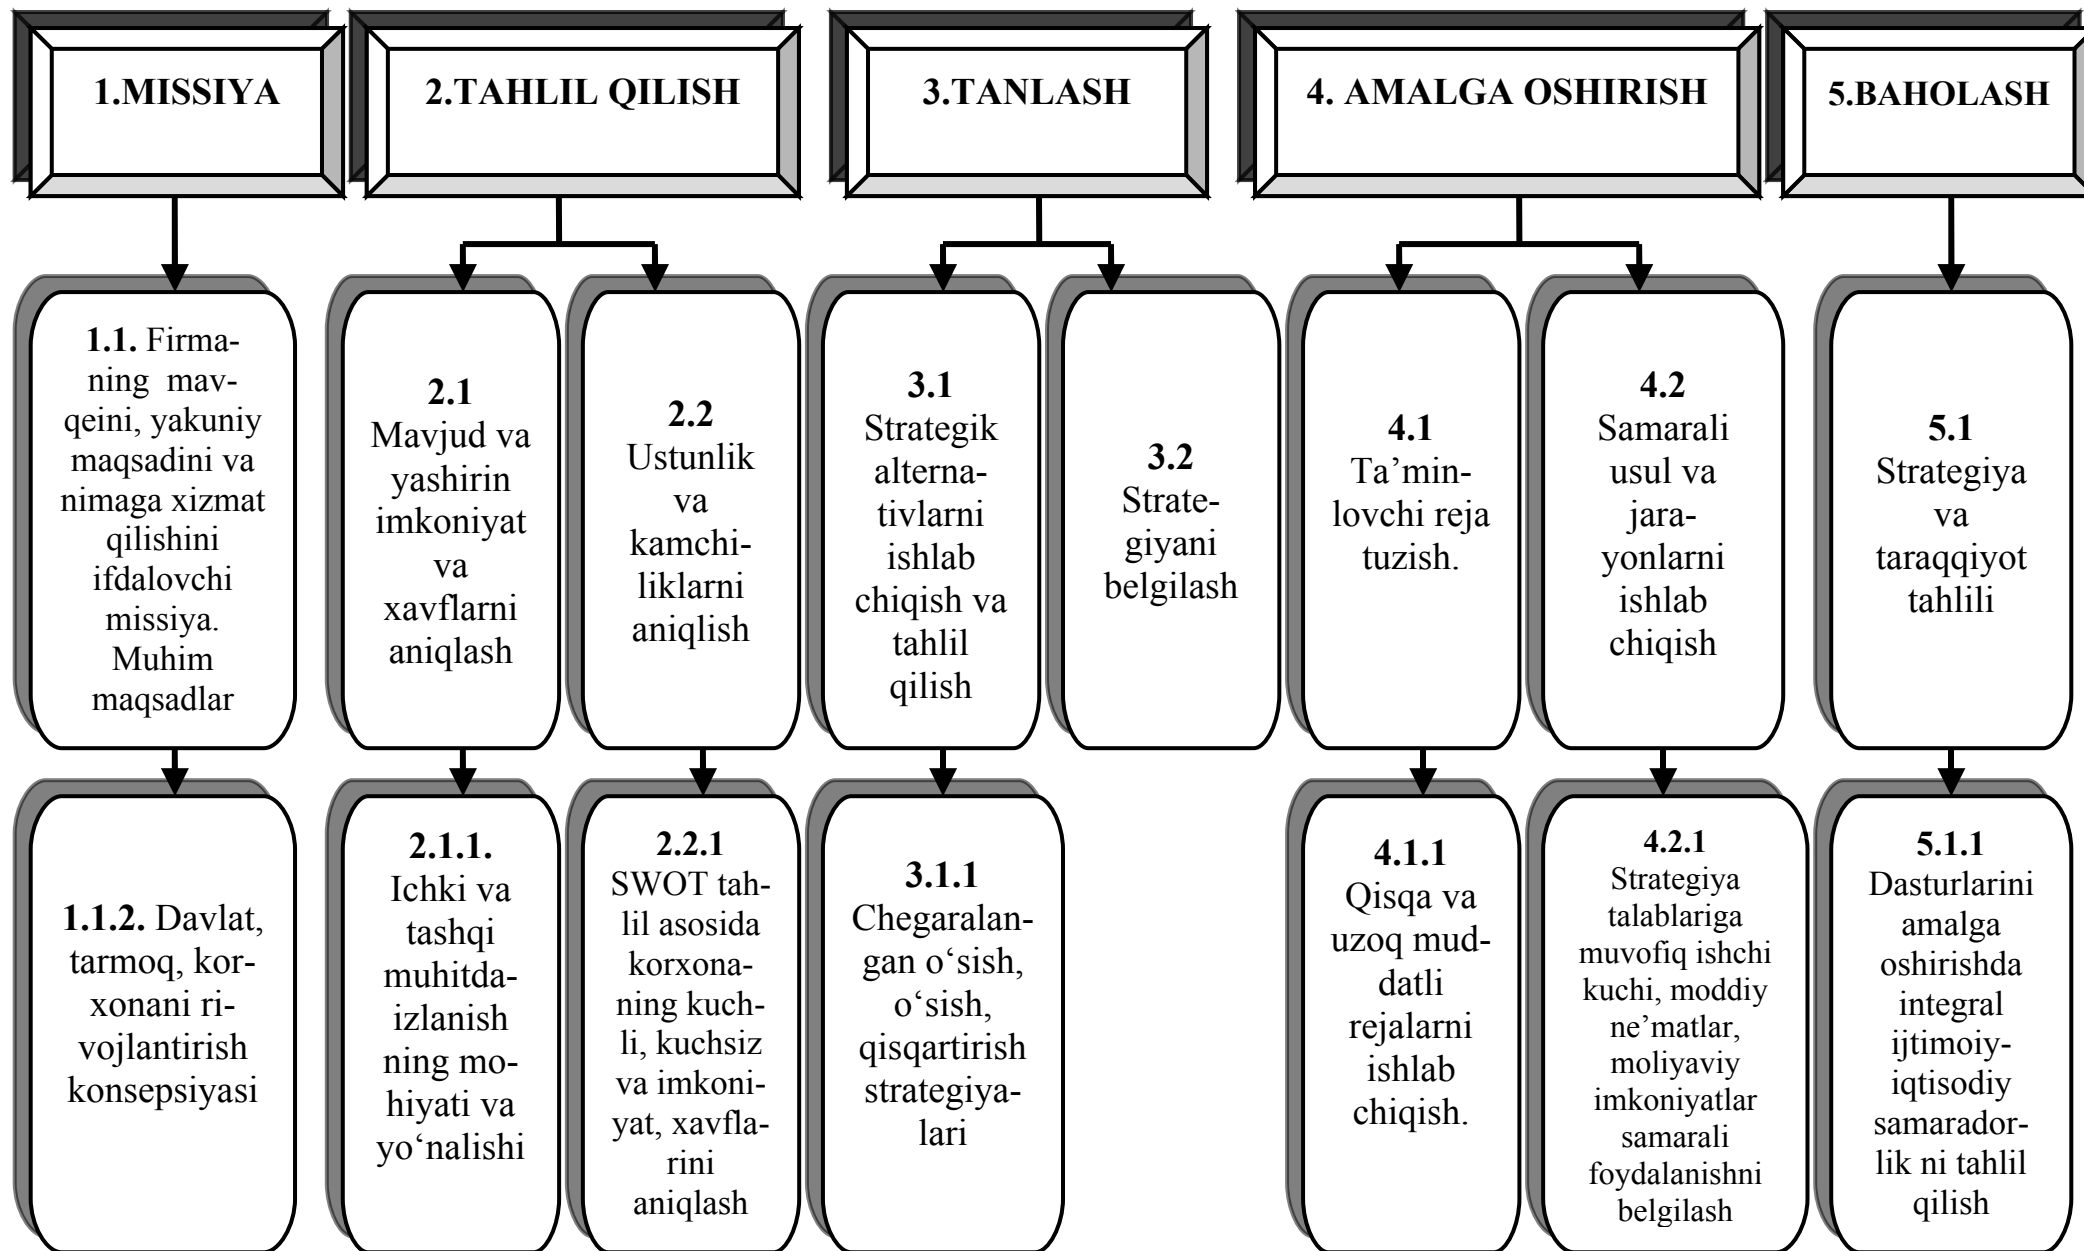 1.MISSIYA
2.TAHLIL QILISH
3.TANLASH
4. AMALGA OSHIRISH
5.BAHOLASH
1.1. Firma-
ning mav-
qeini, yakuniy
maqsadini va
nimaga xizmat
qilishini
ifdalovchi
missiya.
Muhim
maqsadlar
2.1
Mavjud va
yashirin
imkoniyat
va
xavflarni
aniqlash
2.2
Ustunlik
va
kamchi-
liklarni
aniqlish
3.1
Strategik
alterna-
tivlarni
ishlab
chiqish va
tahlil
qilish
3.2
Strate-
giyani
belgilash
4.1
Ta’min-
lovchi reja
tuzish.
4.2
Samarali
usul va
jara-
yonlarni
ishlab
chiqish
5.1
Strategiya
va
taraqqiyot
tahlili
1.1.2. Davlat,
tarmoq, kor-
xonani ri-
vojlantirish
konsepsiyasi
2.1.1.
Ichki va
tashqi
muhitda-
izlanish
ning mo-
hiyati va
yo‘nalishi
2.2.1
SWOT tah-
lil asosida
korxona-
ning kuch-
li, kuchsiz
va imkoni-
yat, xavfla-
rini
aniqlash
3.1.1
Chegaralan-
gan o‘sish,
o‘sish,
qisqartirish
strategiya-
lari
4.1.1
Qisqa va
uzoq mud-
datli
rejalarni
ishlab
chiqish.
4.2.1
Strategiya
talablariga
muvofiq ishchi
kuchi, moddiy
ne’matlar,
moliyaviy
imkoniyatlar
samarali
foydalanishni
belgilash
5.1.1
Dasturlarini
amalga
oshirishda
integral
ijtimoiy-
iqtisodiy
samarador-
lik ni tahlil
qilish